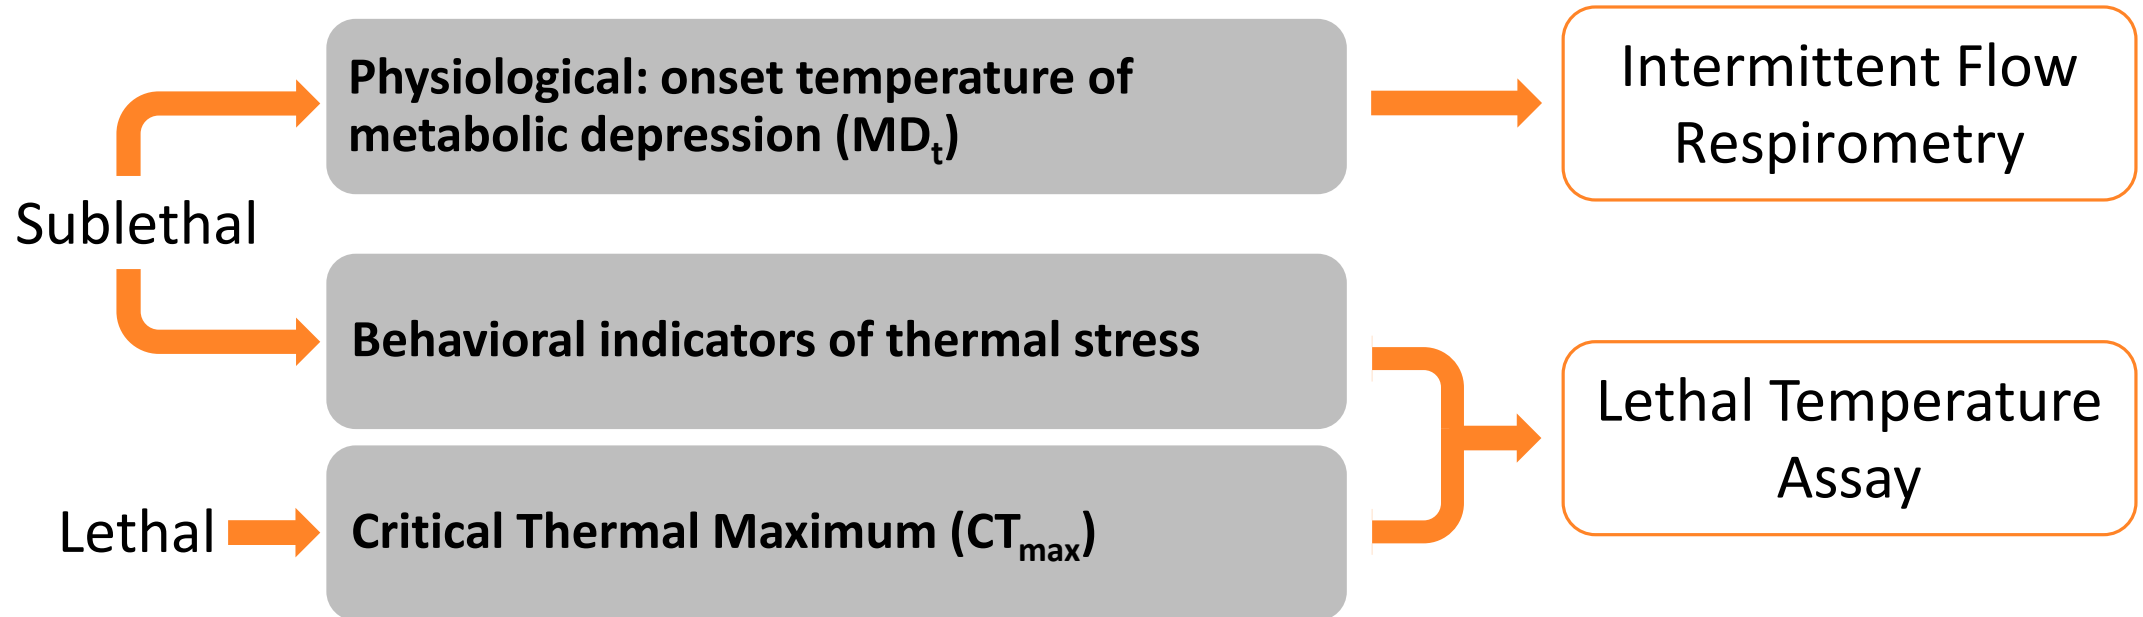 Physiological: onset temperature of
metabolic depression (MDt)
Intermittent Flow
Respirometry
Sublethal
Behavioral indicators of thermal stress
Lethal Temperature
Assay
Lethal
Critical Thermal Maximum (CTmax)